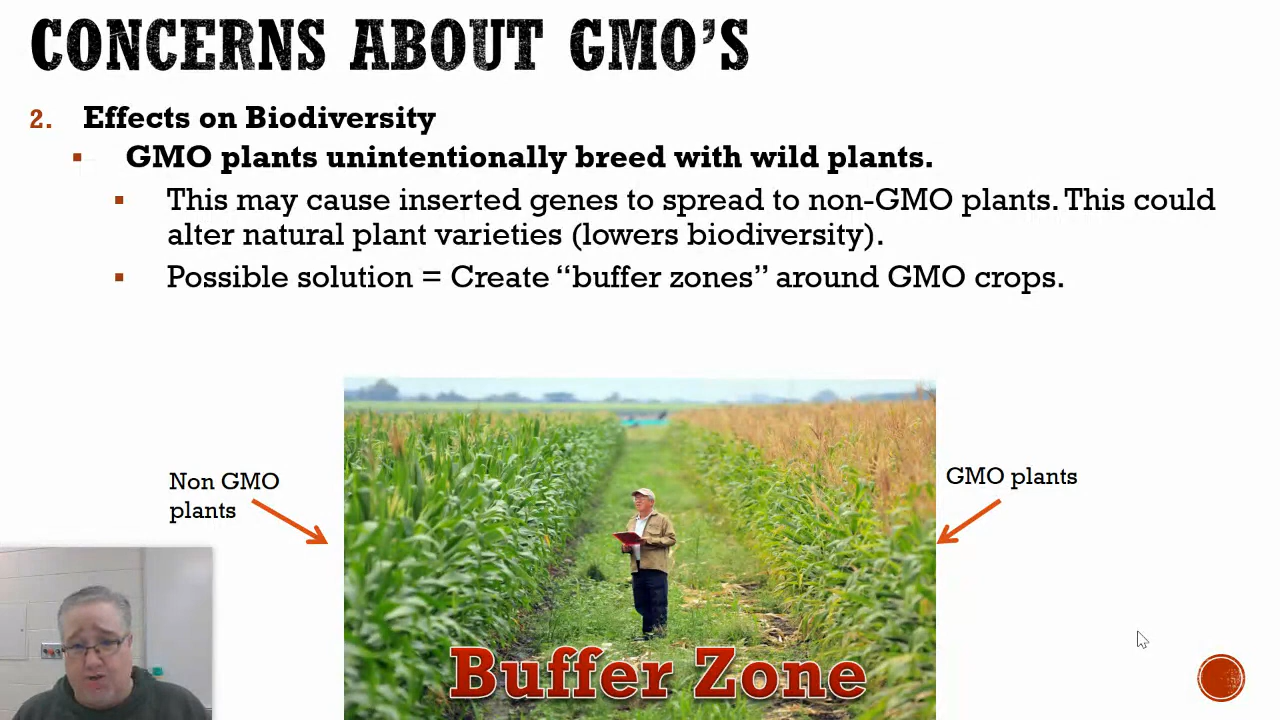 CONCERNS ABOUT GMO'S
2. Effects on Biodiversity
▪ GMO plants unintentionally breed with wild plants.
▪ This may cause inserted genes to spread to non-GMO plants. This could
alter natural plant varieties (lowers biodiversity).
▪ Possible solution = Create “buffer zones” around GMO crops.
Non GMO
plants
GMO plants
Buffer Zone